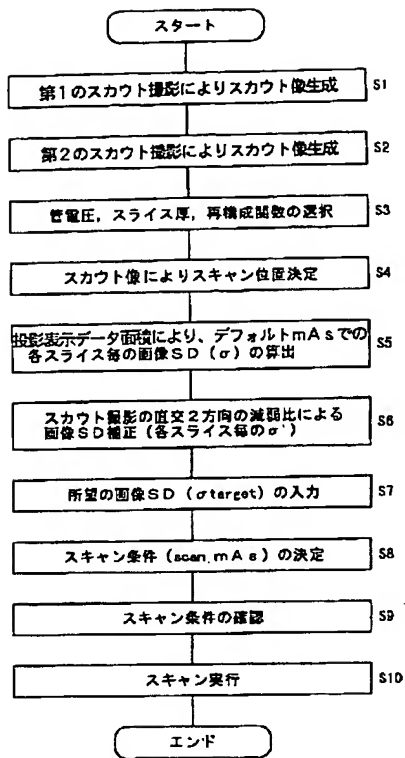 スタート
第1のスカウト撮影によりスカウト像生成 S1
第2のスカウト撮影によりスカウト像生成 S2
管電圧,スライス厚,再構成関数の選択 S3
スカウト像によりスキャン位置決定 S4
投影表示データ面積により、デフォルトmAsでの
各スライス毎の画像SD(σ)の算出 S5
スカウト撮影の直交2方向の減弱比による
画像SD補正(各スライス毎のσ') S6
所望の画像SD(σtarget)の入力 S7
スキャン条件(scan.mAs)の決定 S8
スキャン条件の確認 S9
スキャン実行 S10
エンド